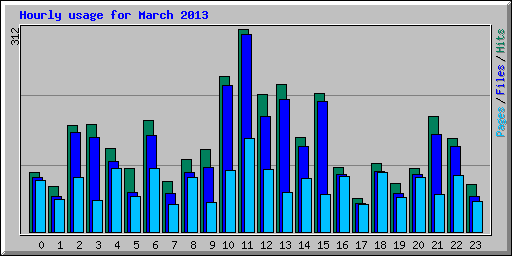 Hourly usage for March 2013
312
Pages / Files / Hits
0 1 2 3 4 5 6 7 8 9 10 11 12 13 14 15 16 17 18 19 20 21 22 23